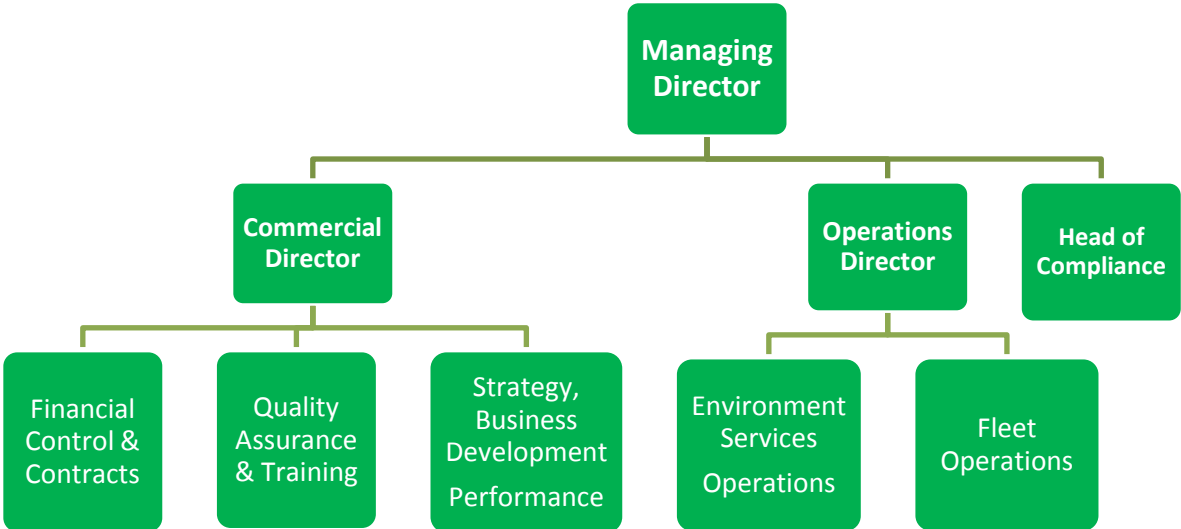 Managing
Director
Commercial
Director
Operations
Director
Head of
Compliance
Financial
Control &
Contracts
Quality
Assurance
& Training
Strategy,
Business
Development
Performance
Environment
Services
Operations
Fleet
Operations